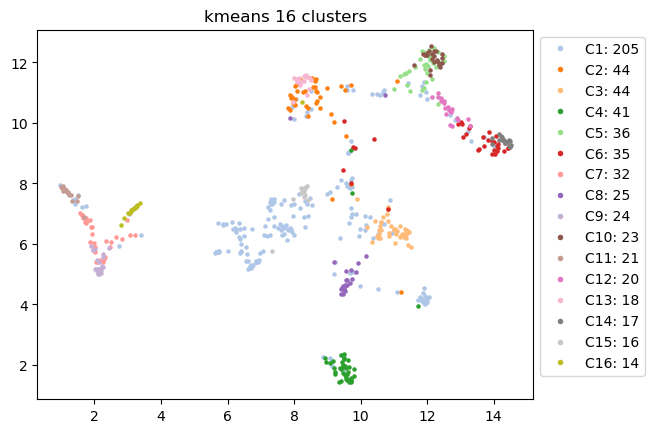 kmeans 16 clusters
12
10
8
6
4
2
2
4
6
8
10
12
14
C1: 205
C2: 44
C3: 44
C4: 41
C5: 36
C6: 35
C7: 32
C8: 25
C9: 24
C10: 23
C11: 21
C12: 20
C13: 18
C14: 17
C15: 16
C16: 14